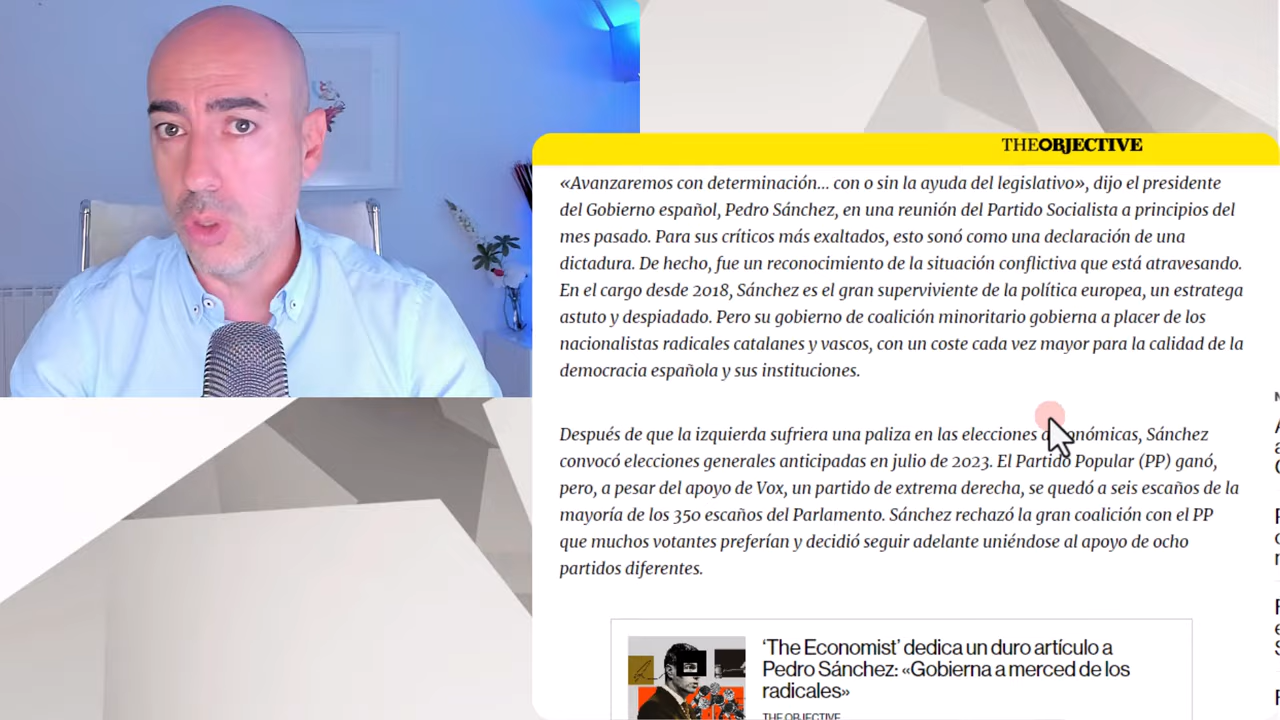 THEOBJECTIVE
«Avanzaremos con determinación... con o sin la ayuda del legislativo», dijo el presidente
del Gobierno español, Pedro Sánchez, en una reunión del Partido Socialista a principios del
mes pasado. Para sus críticos más exaltados, esto sonó como una declaración de una
dictadura. De hecho, fue un reconocimiento de la situación conflictiva que está atravesando.
En el cargo desde 2018, Sánchez es el gran superviviente de la política europea, un estratega
astuto y despiadado. Pero su gobierno de coalición minoritario gobierna a placer de los
nacionalistas radicales catalanes y vascos, con un coste cada vez mayor para la calidad de la
democracia española y sus instituciones.
Después de que la izquierda sufriera una paliza en las elecciones autonómicas, Sánchez
convocó elecciones generales anticipadas en julio de 2023. El Partido Popular (PP) ganó,
pero, a pesar del apoyo de Vox, un partido de extrema derecha, se quedó a seis escaños de la
mayoría de los 350 escaños del Parlamento. Sánchez rechazó la gran coalición con el PP
que muchos votantes preferían y decidió seguir adelante uniéndose al apoyo de ocho
partidos diferentes.
'The Economist' dedica un duro artículo a
Pedro Sánchez: «Gobierna a merced de los
radicales»
THE OBJECTIVE